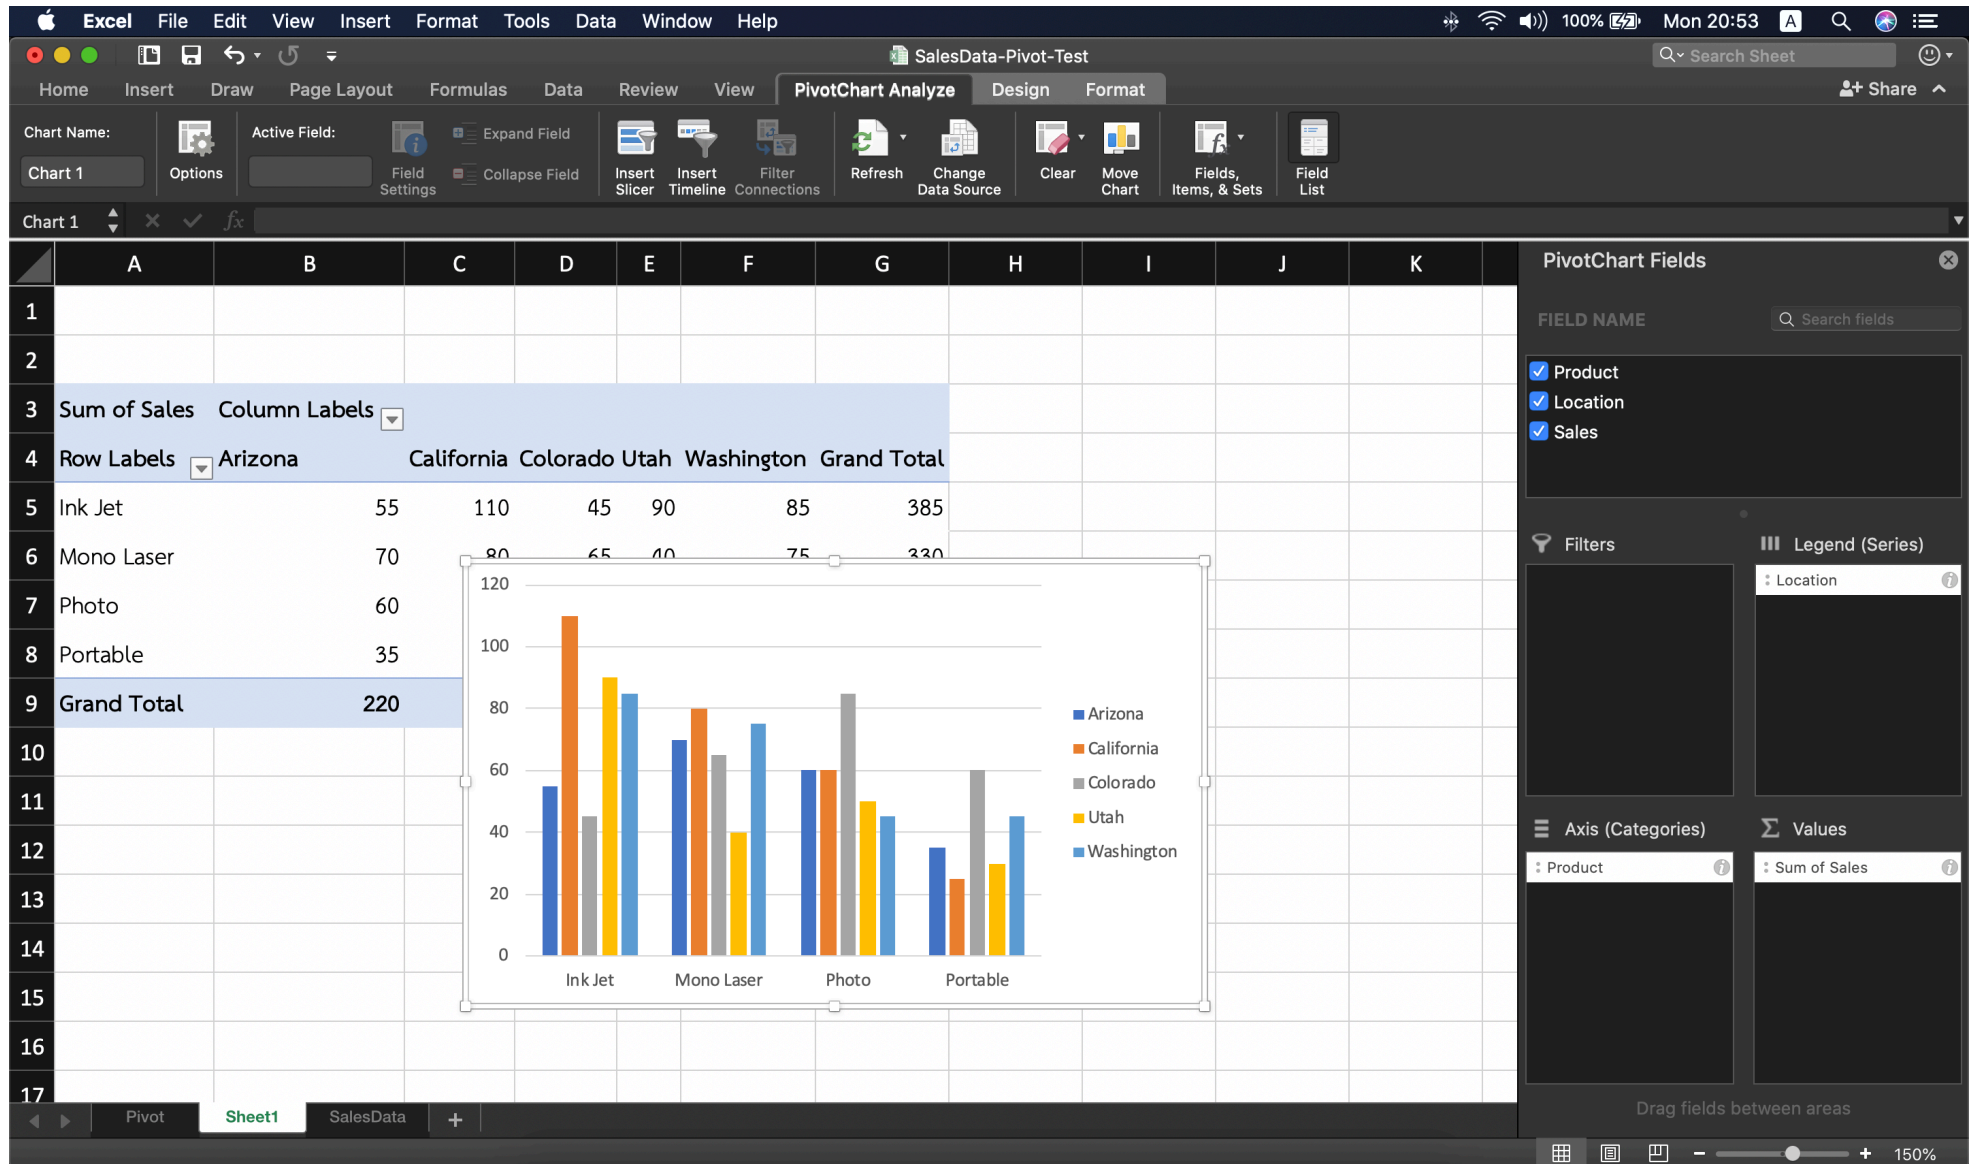 Excel File Edit View Insert Format Tools Data Window Help 100% Mon 20:53 A
SalesData-Pivot-Test Search Sheet
Home Insert Draw Page Layout Formulas Data Review View PivotChart Analyze Design Format Share
Chart Name:
Chart 1
Options
Active Field:
Field Settings
Expand Field
Collapse Field
Insert Slicer
Insert Timeline
Filter Connections
Refresh
Change Data Source
Clear
Move Chart
Fields, Items, & Sets
Field List
Chart 1 fx
A B C D E F G H I J K
1
2
3 Sum of Sales Column Labels
4 Row Labels Arizona California Colorado Utah Washington Grand Total
5 Ink Jet 55 110 45 90 85 385
6 Mono Laser 70 80 65 40 75 330
7 Photo 60
8 Portable 35
9 Grand Total 220
10
11
12
13
14
15
16
17
120
100
80
60
40
20
0
Ink Jet Mono Laser Photo Portable
Arizona
California
Colorado
Utah
Washington
PivotChart Fields
FIELD NAME Search fields
Product
Location
Sales
Filters
Legend (Series)
Location
Axis (Categories)
Product
Values
Sum of Sales
Drag fields between areas
Pivot Sheet1 SalesData +
150%